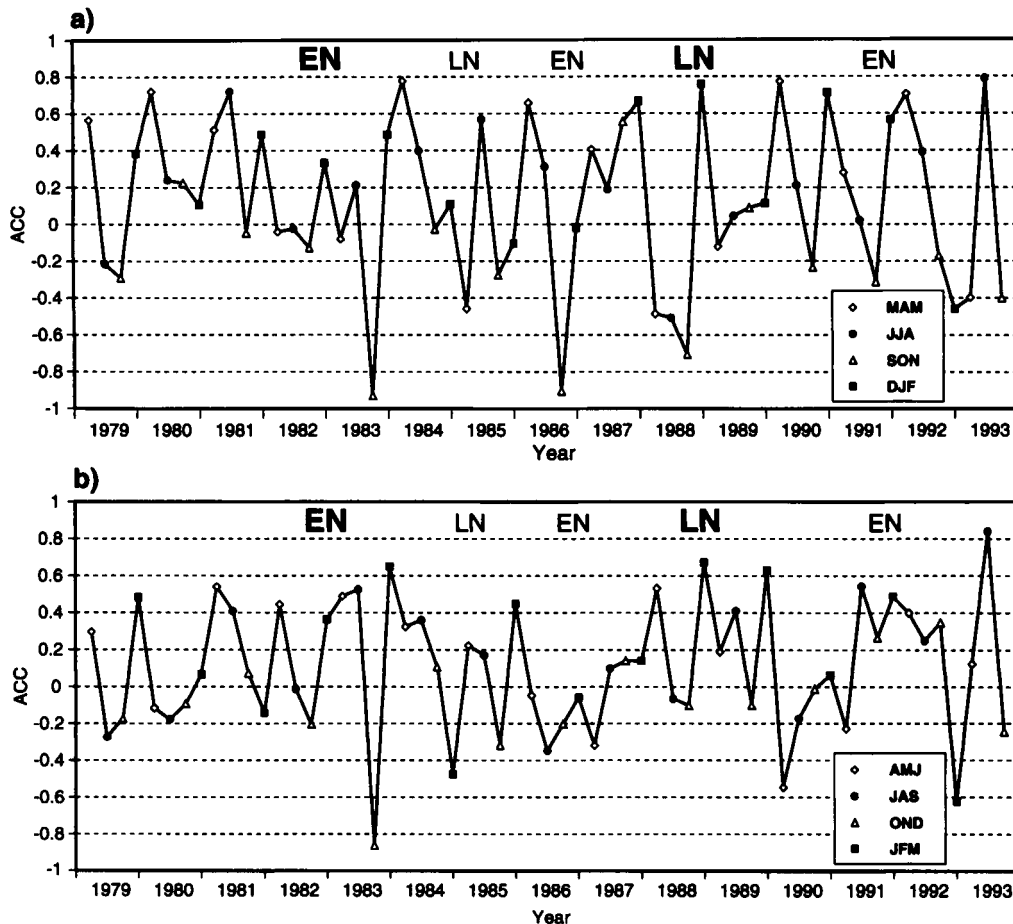 a)
EN LN EN LN EN
1
0.8
0.6
0.4
0.2
0
-0.2
-0.4
-0.6
-0.8
-1
ACC
MAM
JJA
SON
DJF
1979 1980 1981 1982 1983 1984 1985 1986 1987 1988 1989 1990 1991 1992 1993
Year
b)
EN LN EN LN EN
1
0.8
0.6
0.4
0.2
0
-0.2
-0.4
-0.6
-0.8
-1
ACC
AMJ
JAS
OND
JFM
1979 1980 1981 1982 1983 1984 1985 1986 1987 1988 1989 1990 1991 1992 1993
Year